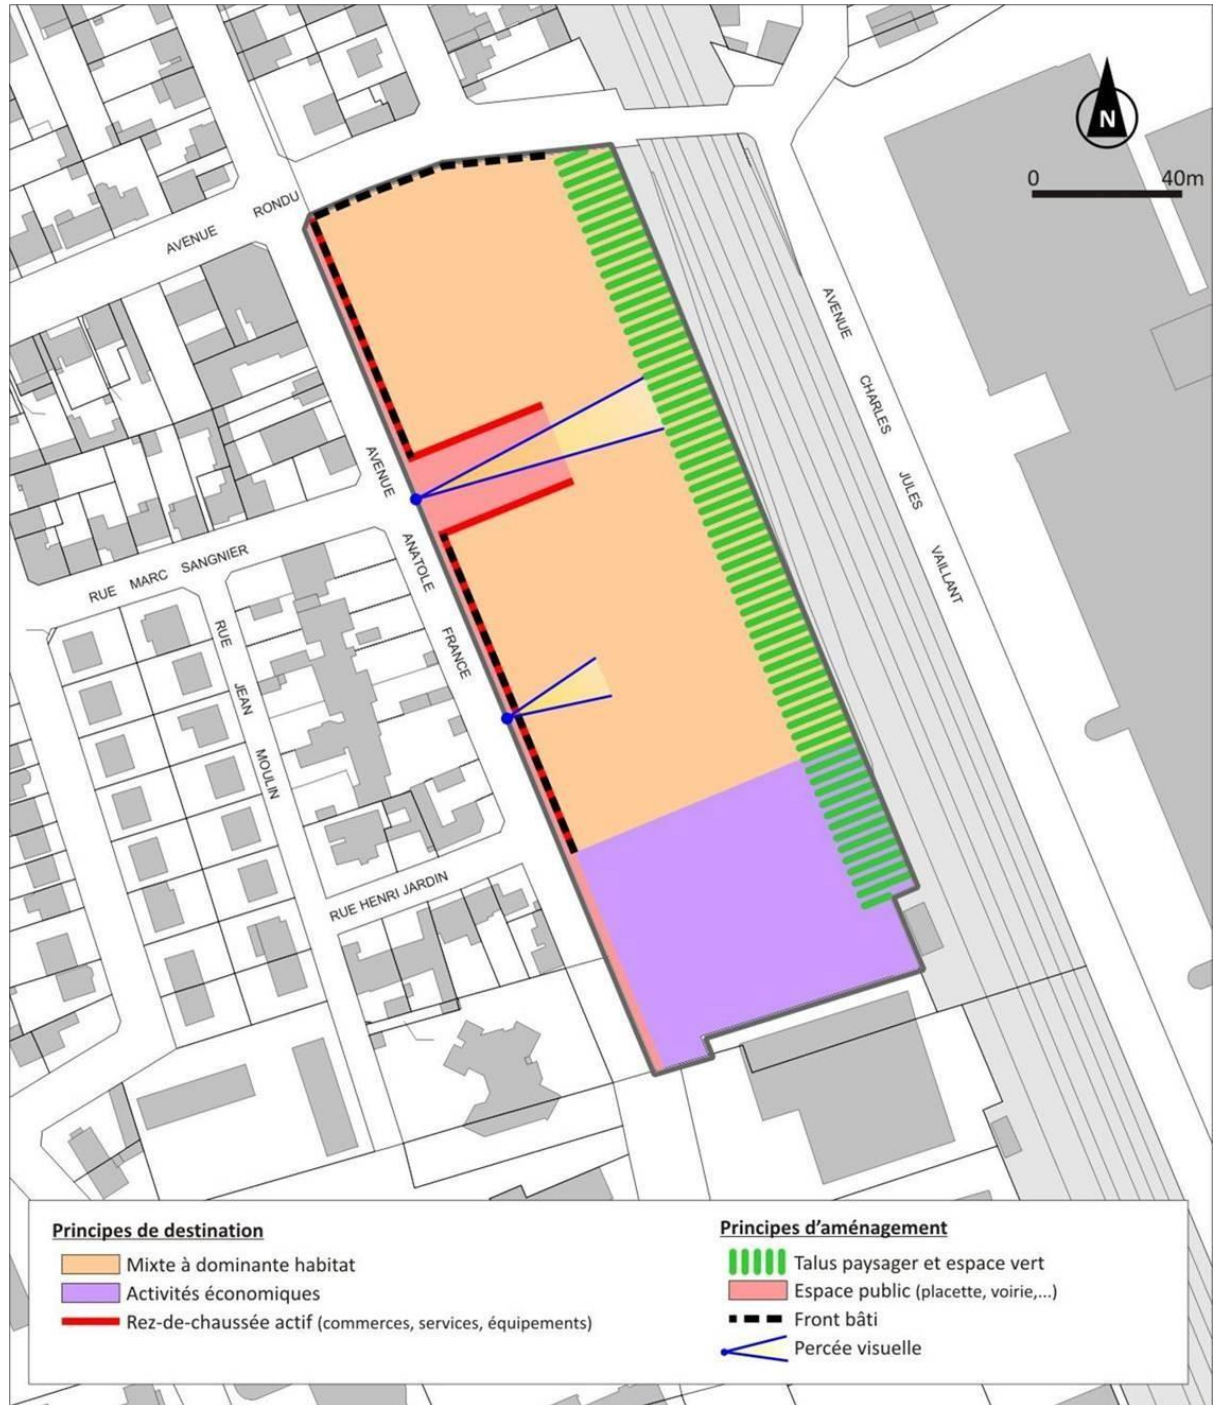 N
0 40m
AVENUE RONDU
AVENUE CHARLES JULES VAILLANT
AVENUE ANATOLE FRANCE
RUE MARC SANGNIER
RUE JEAN MOULIN
RUE HENRI JARDIN
Principes de destination
Mixte à dominante habitat
Activités économiques
Rez-de-chaussée actif (commerces, services, équipements)
Principes d’aménagement
Talus paysager et espace vert
Espace public (placette, voirie,...)
Front bâti
Percée visuelle